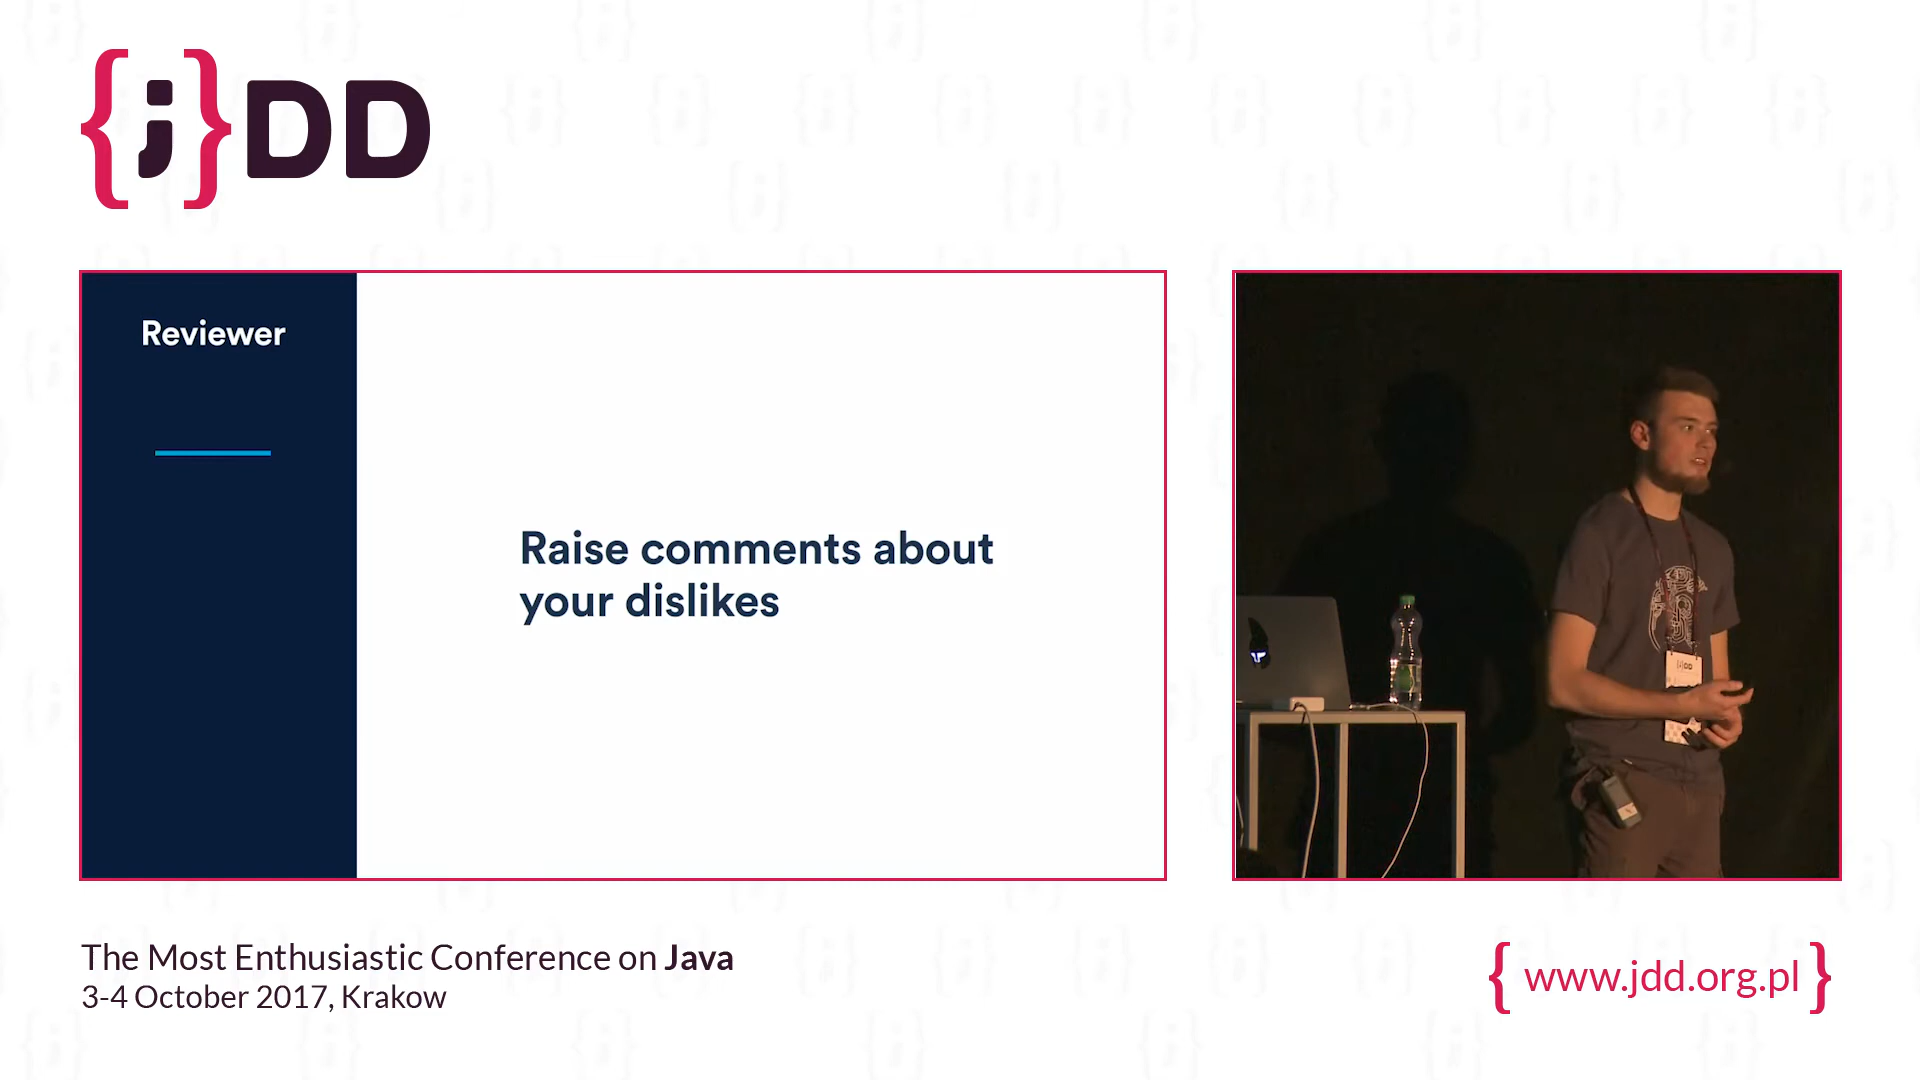 {;}DD
Reviewer
Raise comments about
your dislikes
DD
The Most Enthusiastic Conference on Java
3-4 October 2017, Krakow
{ www.jdd.org.pl }